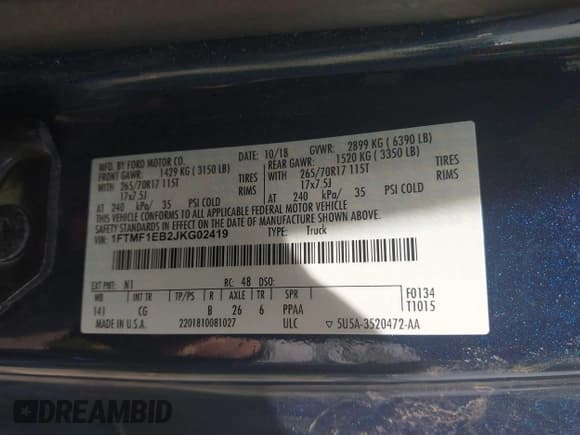 MFD. BY FORD MOTOR CO.
DATE: 10/18 GVWR: 2899 KG ( 6390 LB)
FRONT GAWR: 1429 KG ( 3150 LB) REAR GAWR: 1520 KG ( 3350 LB)
WITH 265/70R17 115T TIRES WITH 265/70R17 115T TIRES
17x7.5J RIMS 17x7.5J RIMS
AT 240 kPa/ 35 PSI COLD AT 240 kPa/ 35 PSI COLD
THIS VEHICLE CONFORMS TO ALL APPLICABLE FEDERAL MOTOR VEHICLE
SAFETY STANDARDS IN EFFECT ON THE DATE OF MANUFACTURE SHOWN ABOVE.
VIN: 1FTMF1EB2JKG02419 TYPE: Truck
EXT PNT: N1 RC: 48 DSO:
WB INT TR TP/PS R AXLE TR SPR
F0134
141 CG B 26 6 PPAA
T1015
MADE IN U.S.A. 2201810081027 ULC ▽ 5U5A-3520472-AA
DREAMBID